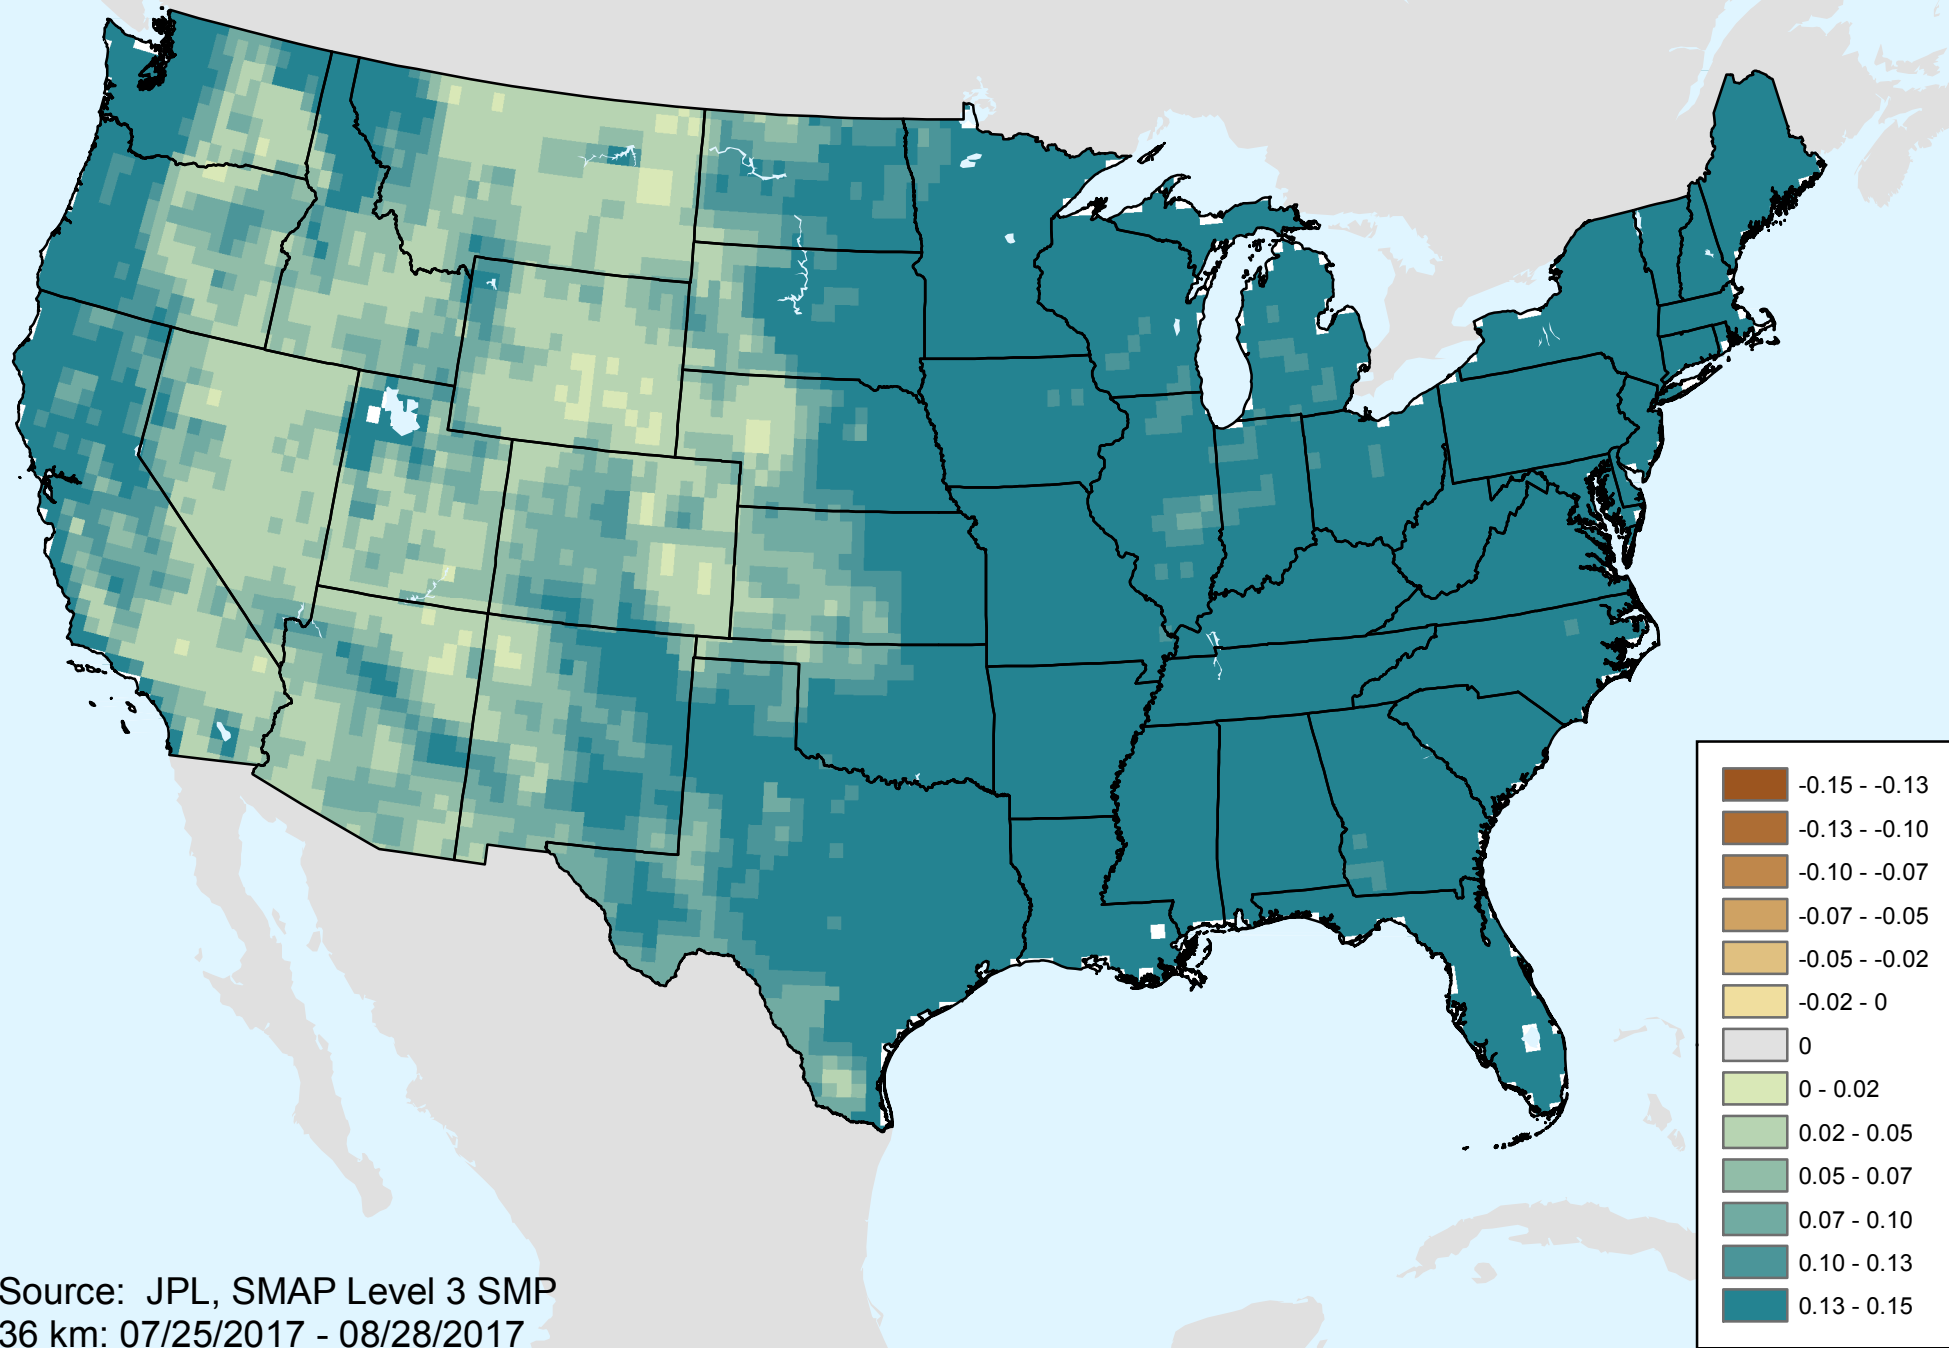 -0.15 - -0.13
-0.13 - -0.10
-0.10 - -0.07
-0.07 - -0.05
-0.05 - -0.02
-0.02 - 0
0
0 - 0.02
0.02 - 0.05
0.05 - 0.07
0.07 - 0.10
0.10 - 0.13
0.13 - 0.15
Source:  JPL, SMAP Level 3 SMP
36 km: 07/25/2017 - 08/28/2017